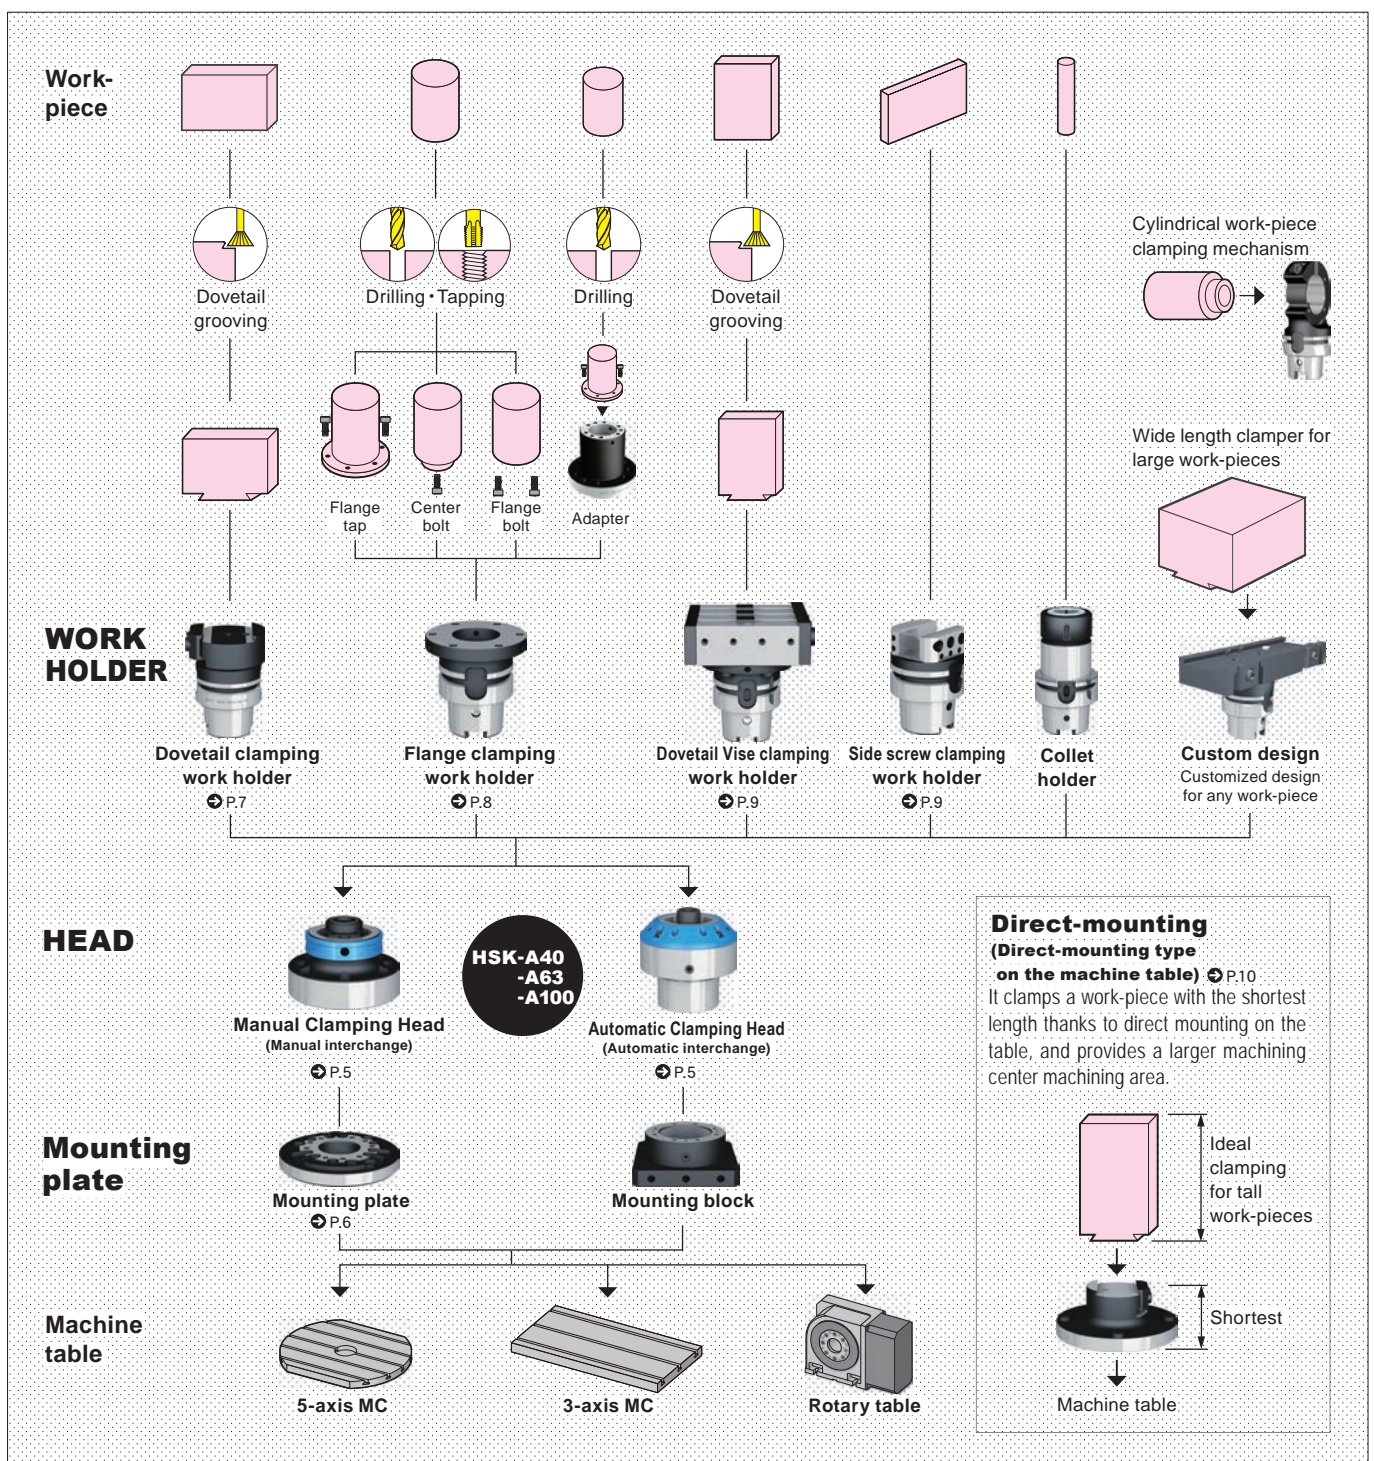 Work-
piece
Dovetail
grooving
Drilling・Tapping
Drilling
Dovetail
grooving
Cylindrical work-piece
clamping mechanism
Flange
tap
Center
bolt
Flange
bolt
Adapter
Wide length clamper for
large work-pieces
WORK
HOLDER
Dovetail clamping
work holder
P.7
Flange clamping
work holder
P.8
Dovetail Vise clamping
work holder
P.9
Side screw clamping
work holder
P.9
Collet
holder
Custom design
Customized design
for any work-piece
HEAD
Manual Clamping Head
(Manual interchange)
P.5
HSK-A40
-A63
-A100
Automatic Clamping Head
(Automatic interchange)
P.5
Mounting
plate
Mounting plate
P.6
Mounting block
Machine
table
5-axis MC
3-axis MC
Rotary table
Direct-mounting
(Direct-mounting type
on the machine table) P.10
It clamps a work-piece with the shortest
length thanks to direct mounting on the
table, and provides a larger machining
center machining area.
Ideal
clamping
for tall
work-pieces
Shortest
Machine table